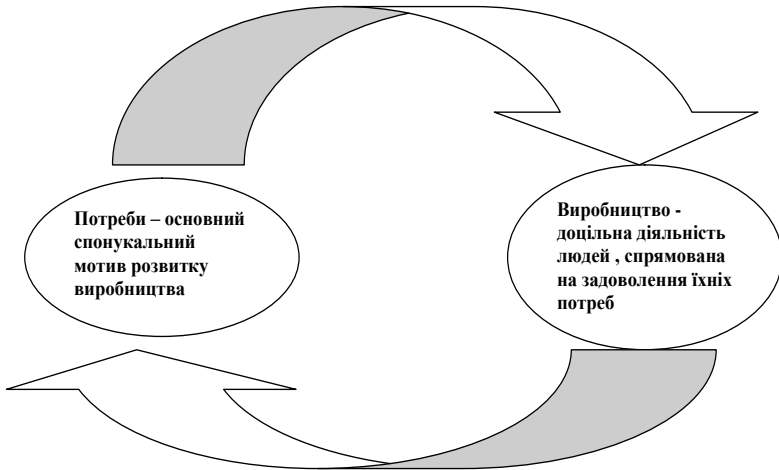 Потреби – основний
спонукальний
мотив розвитку
виробництва
Виробництво -
доцільна діяльність
людей , спрямована
на задоволення їхніх
потреб